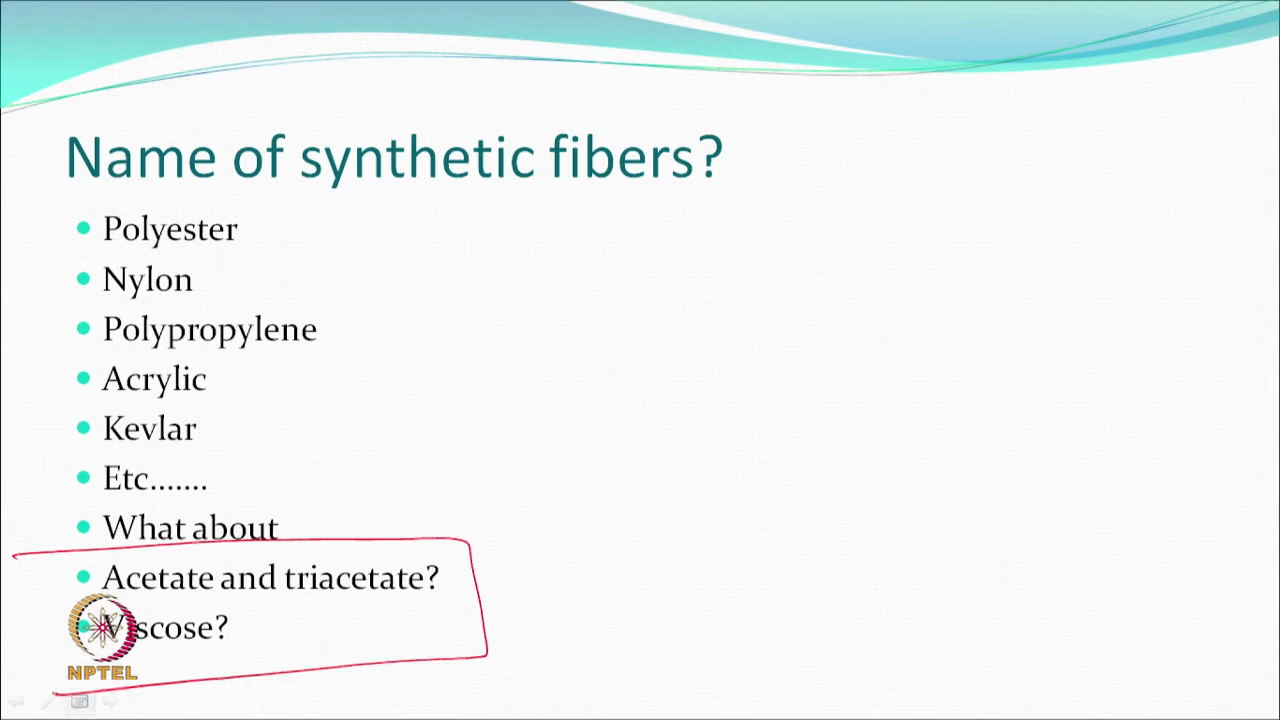 Name of synthetic fibers?
Polyester
Nylon
Polypropylene
Acrylic
Kevlar
Etc.......
What about
Acetate and triacetate?
Viscose?
NPTEL